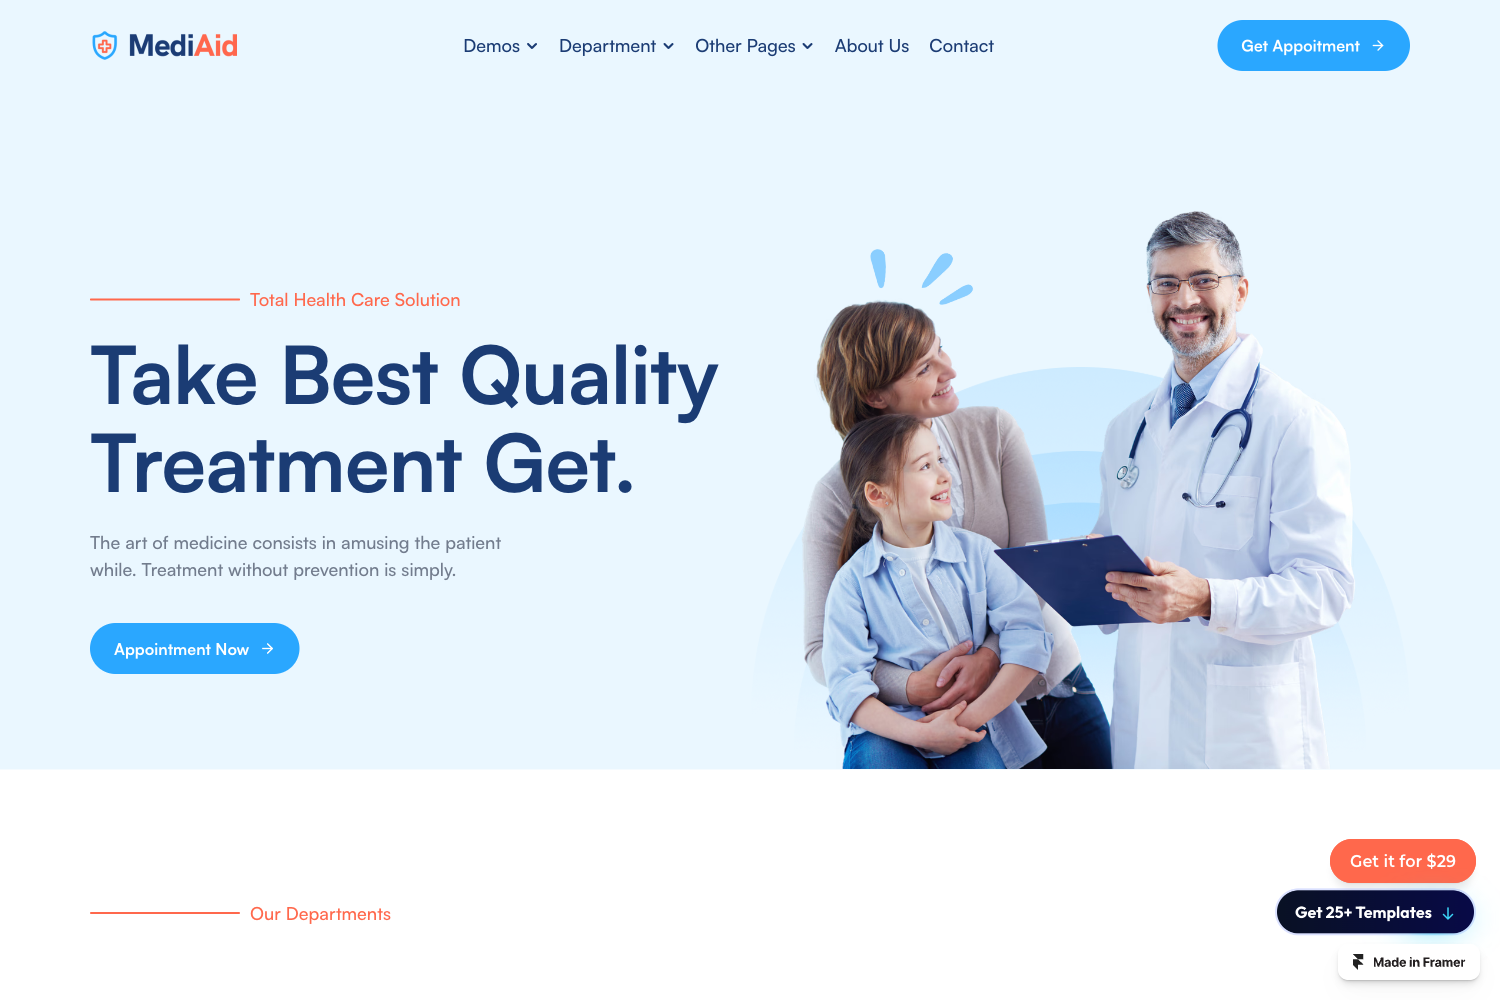 MediAid
Demos
Department
Other Pages
About Us
Contact
Get Appoitment
Total Health Care Solution
Take Best Quality
Treatment Get.
The art of medicine consists in amusing the patient
while. Treatment without prevention is simply.
Appointment Now
Our Departments
Get it for $29
Get 25+ Templates
Made in Framer